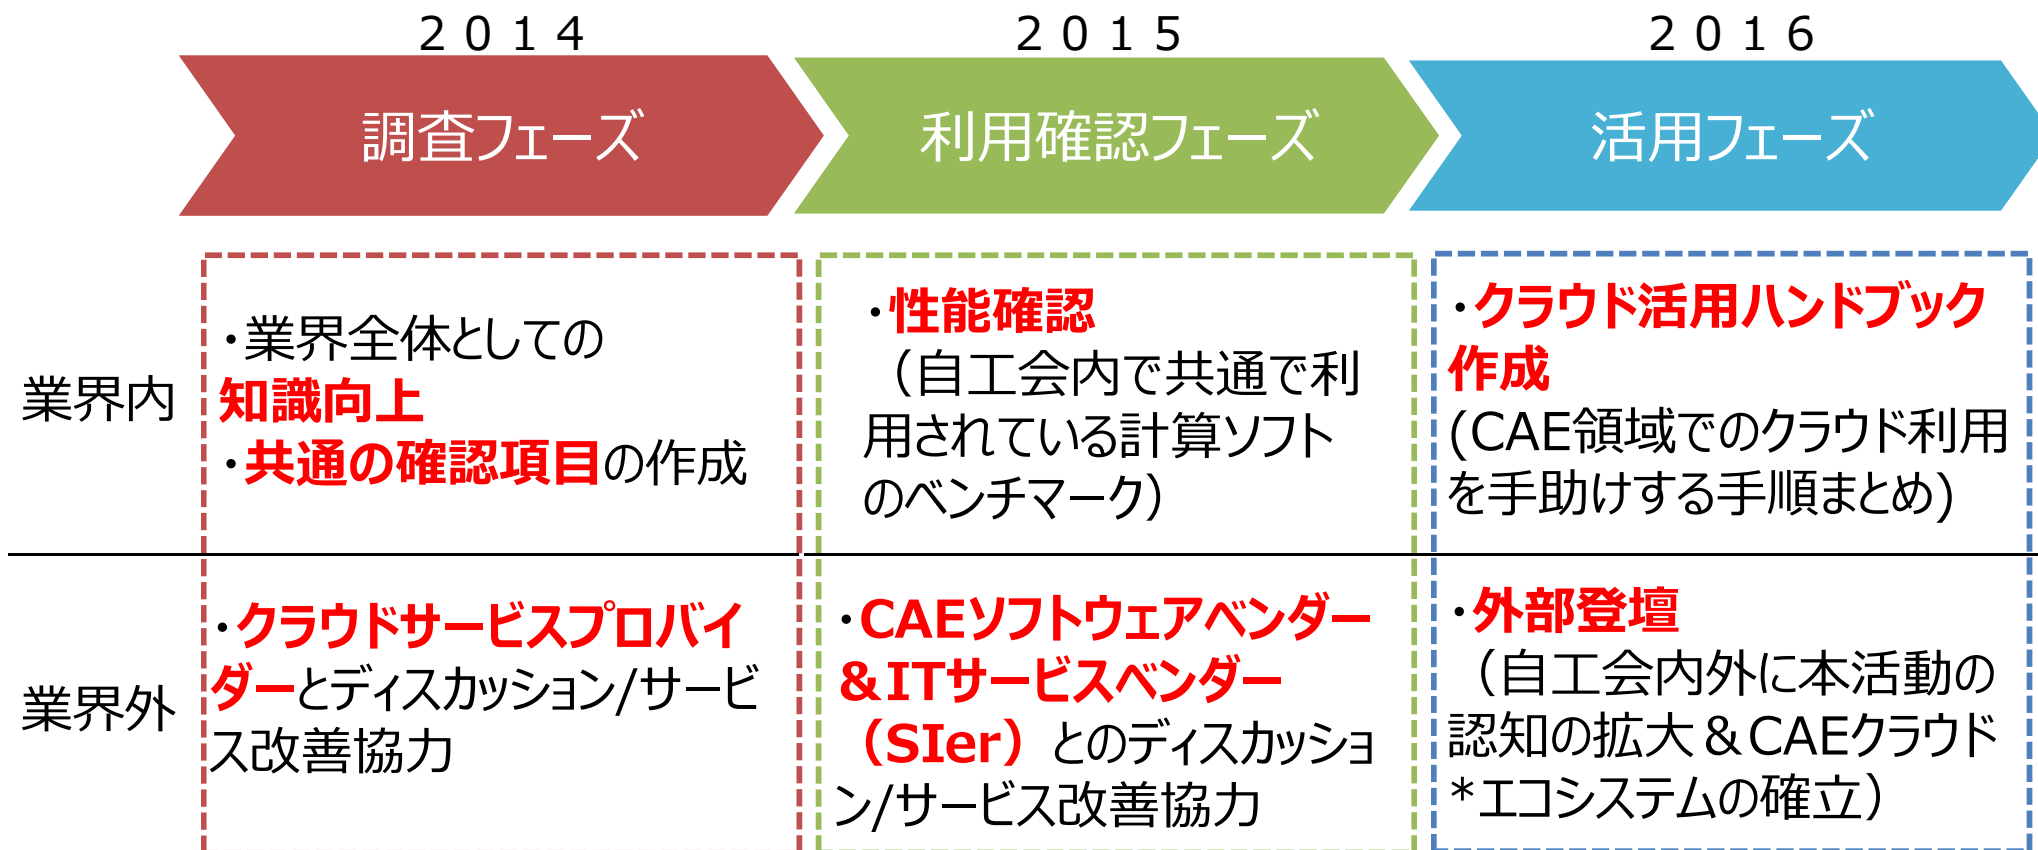 ２０１４
２０１５
２０１６
調査フェーズ
利用確認フェーズ
活用フェーズ
業界内
・業界全体としての
知識向上
・共通の確認項目の作成
・性能確認
（自工会内で共通で利
用されている計算ソフト
のベンチマーク）
・クラウド活用ハンドブック
作成
(CAE領域でのクラウド利用
を手助けする手順まとめ)
業界外
・クラウドサービスプロバイ
ダーとディスカッション/サービ
ス改善協力
・CAEソフトウェアベンダー
＆ITサービスベンダー
（SIer）とのディスカッショ
ン/サービス改善協力
・外部登壇
（自工会内外に本活動の
認知の拡大＆CAEクラウド
*エコシステムの確立）